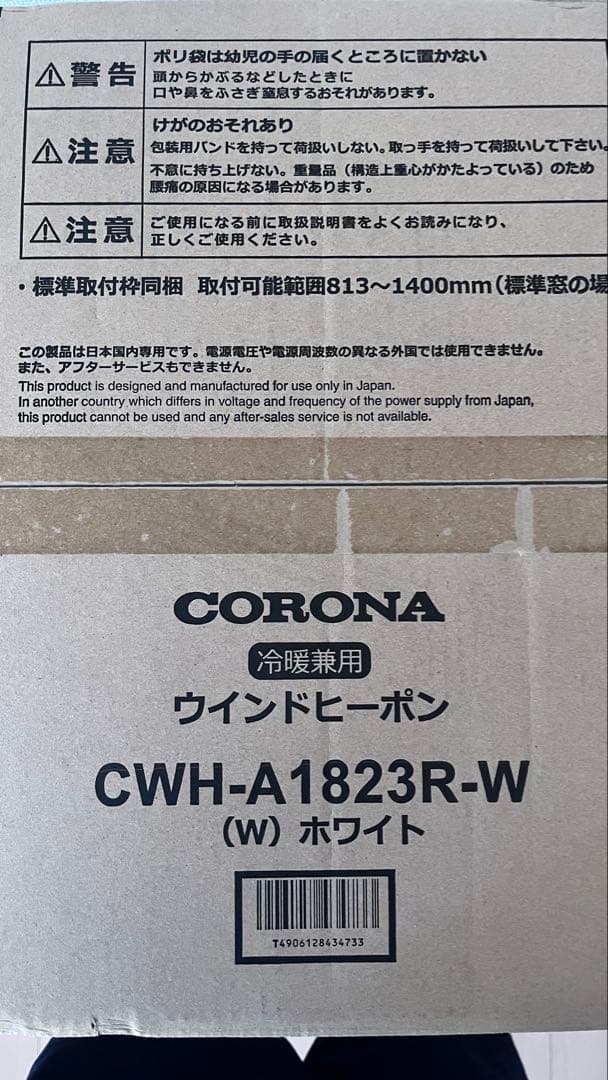 ⚠警告
ポリ袋は幼児の手の届くところに置かない
頭からかぶるなどしたときに
口や鼻をふさぎ窒息するおそれがあります。
⚠注意
けがのおそれあり
包装用バンドを持って荷扱いしない。取っ手を持って荷扱いして下さい。
不意に持ち上げない。重量品（構造上重心がかたよっている）のため
腰痛の原因になる場合があります。
⚠注意
ご使用になる前に取扱説明書をよくお読みになり、
正しくご使用ください。
・標準取付枠同梱 取付可能範囲813〜1400mm（標準窓の場
この製品は日本国内専用です。電源電圧や電源周波数の異なる外国では使用できません。
また、アフターサービスもできません。
This product is designed and manufactured for use only in Japan.
In another country which differs in voltage and frequency of the power supply from Japan,
this product cannot be used and any after-sales service is not available.
CORONA
冷暖兼用
ウインドヒーポン
CWH-A1823R-W
（W）ホワイト
T4906128434733